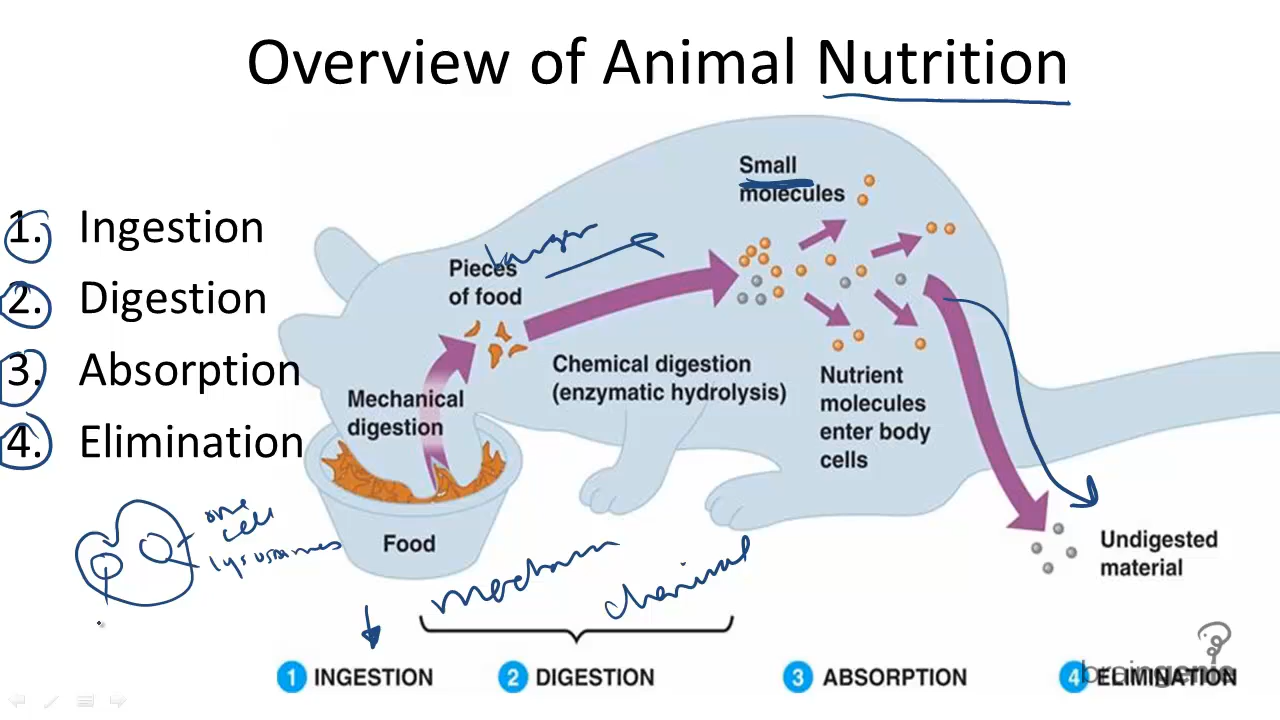 Overview of Animal Nutrition
1. Ingestion
2. Digestion
3. Absorption
4. Elimination
Small
molecules
larger
Pieces
of food
Chemical digestion
(enzymatic hydrolysis)
Mechanical
digestion
Nutrient
molecules
enter body
cells
Food
Undigested
material
one
cell
lysosomes
mechan
chemical
1 INGESTION
2 DIGESTION
3 ABSORPTION
4 ELIMINATION
braingenie